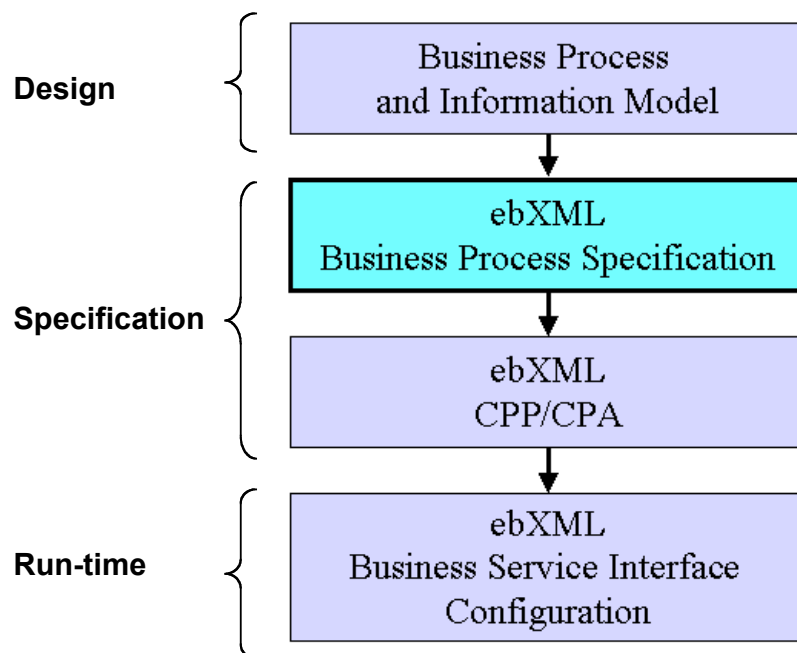 Design
Business Process
and Information Model
Specification
ebXML
Business Process Specification
ebXML
CPP/CPA
Run-time
ebXML
Business Service Interface
Configuration